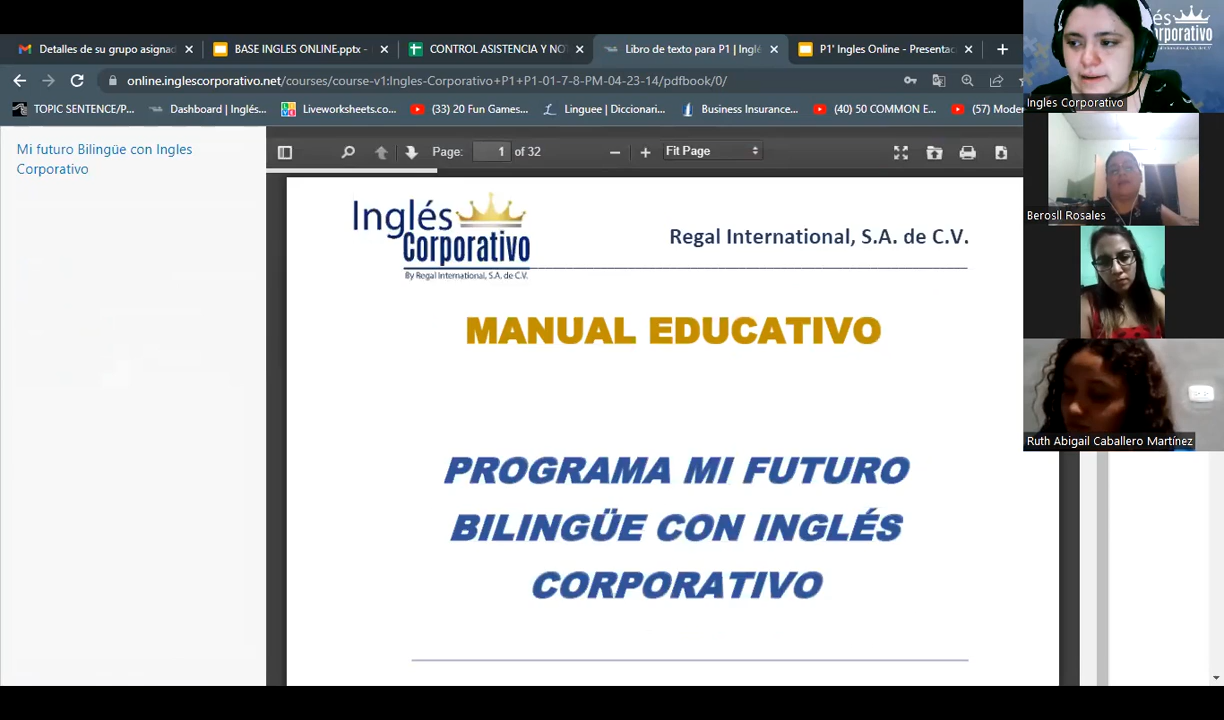 Detalles de su grupo asignad
BASE INGLES ONLINE.pptx -
CONTROL ASISTENCIA Y NOT
Libro de texto para P1 | Inglé
P1' Ingles Online - Presentac
online.inglescorporativo.net/courses/course-v1:Ingles-Corporativo+P1+P1-01-7-8-PM-04-23-14/pdfbook/0/
TOPIC SENTENCE/P...
Dashboard | Inglés...
Liveworksheets.co...
(33) 20 Fun Games...
Linguee | Diccionari...
Business Insurance...
(40) 50 COMMON E...
(57) Moder
Mi futuro Bilingüe con Ingles
Corporativo
Page: 1 of 32
Fit Page
Inglés
Corporativo
By Regal International, S.A. de C.V.
Regal International, S.A. de C.V.
MANUAL EDUCATIVO
PROGRAMA MI FUTURO
BILINGÜE CON INGLÉS
CORPORATIVO
Ingles Corporativo
Berosll Rosales
Ruth Abigail Caballero Martínez